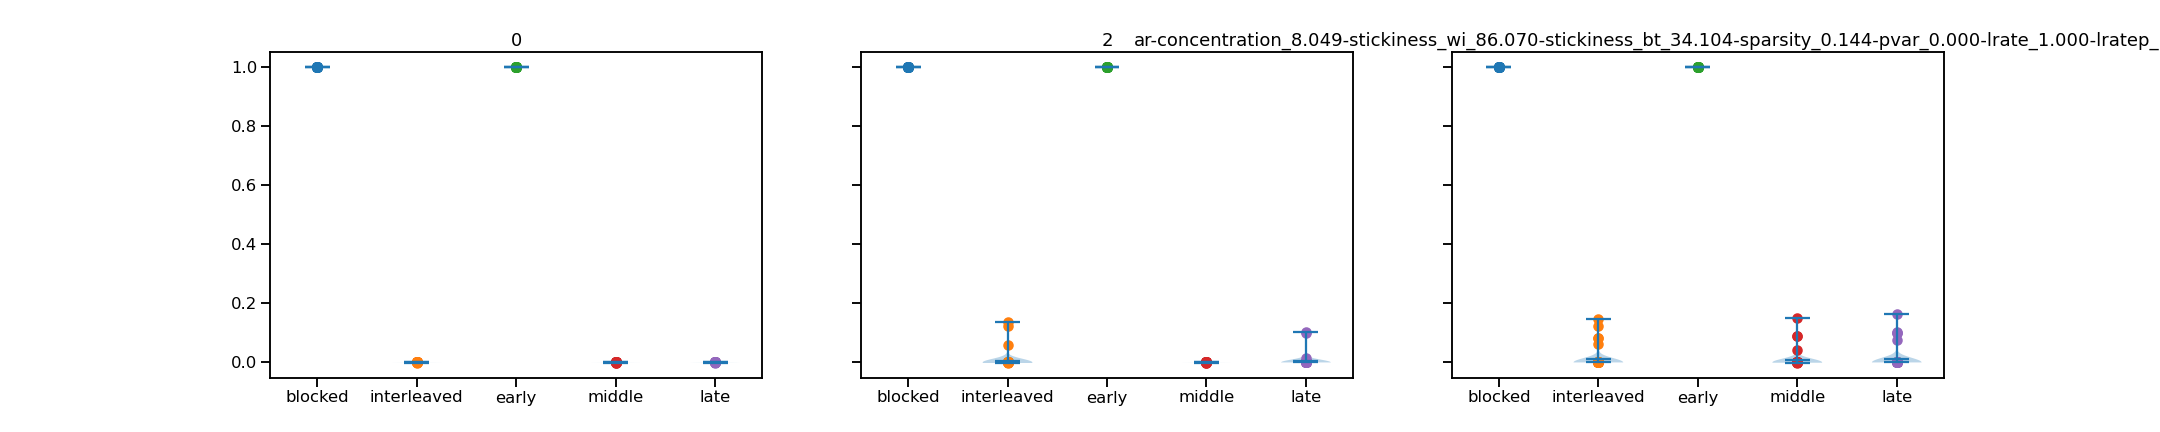 0
2
ar-concentration_8.049-stickiness_wi_86.070-stickiness_bt_34.104-sparsity_0.144-pvar_0.000-lrate_1.000-lratep_
1.0
0.8
0.6
0.4
0.2
0.0
blocked interleaved early middle late
blocked interleaved early middle late
blocked interleaved early middle late